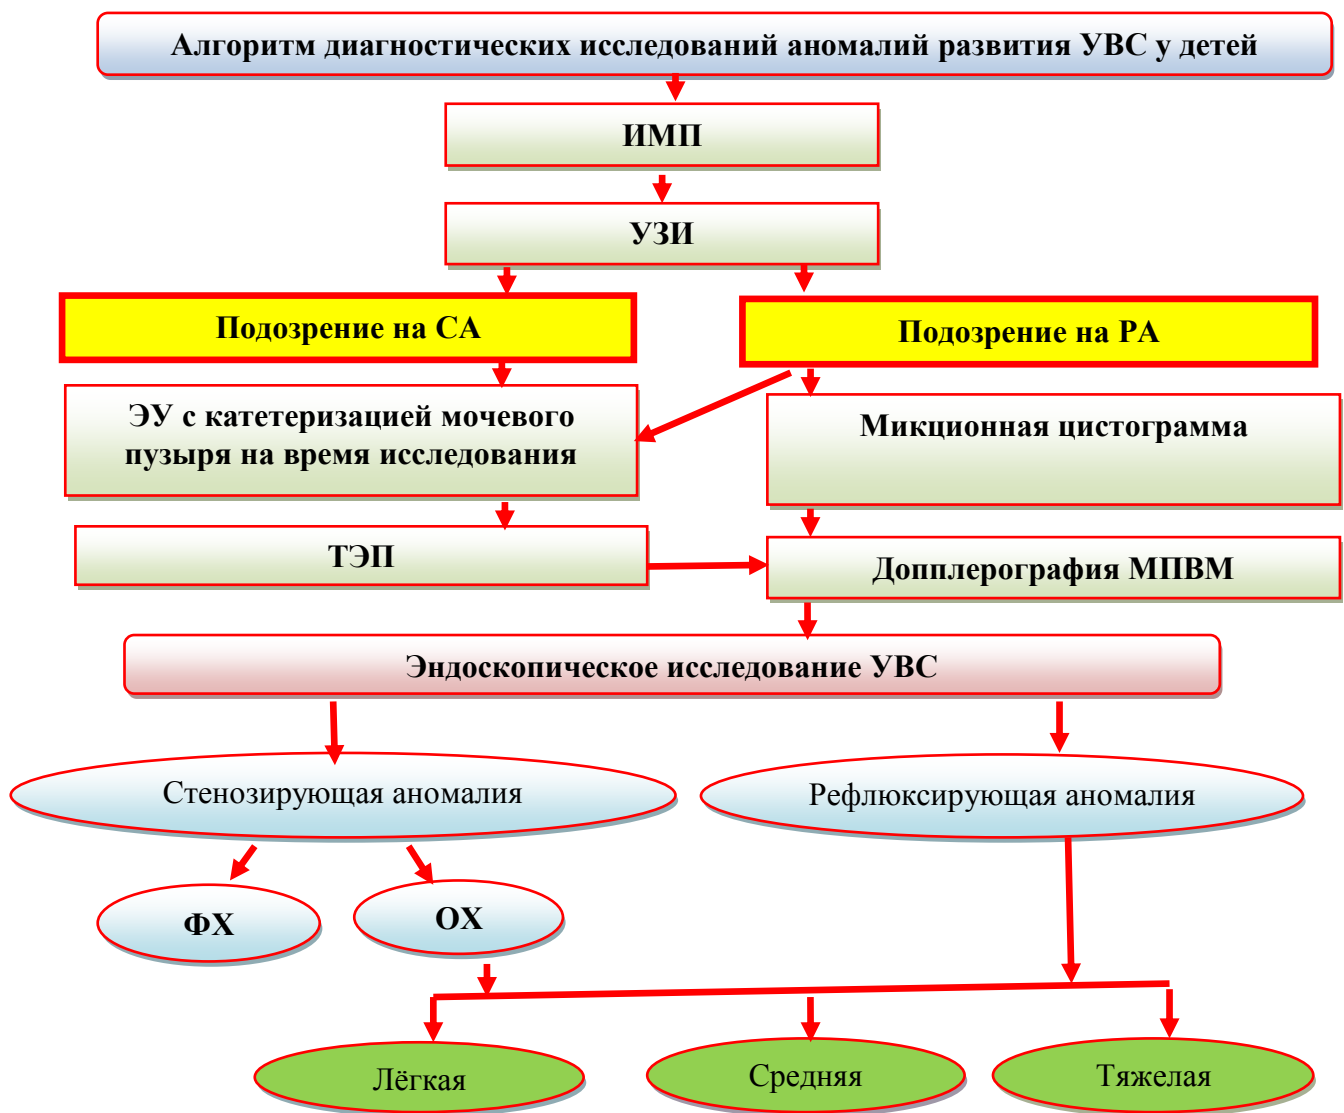 Алгоритм диагностических исследований аномалий развития УВС у детей
ИМП
УЗИ
Подозрение на СА
Подозрение на РА
ЭУ с катетеризацией мочевого
пузыря на время исследования
Микционная цистограмма
ТЭП
Допплерография МПВМ
Эндоскопическое исследование УВС
Стенозирующая аномалия
Рефлюксирующая аномалия
ФХ
ОХ
Лёгкая
Средняя
Тяжелая